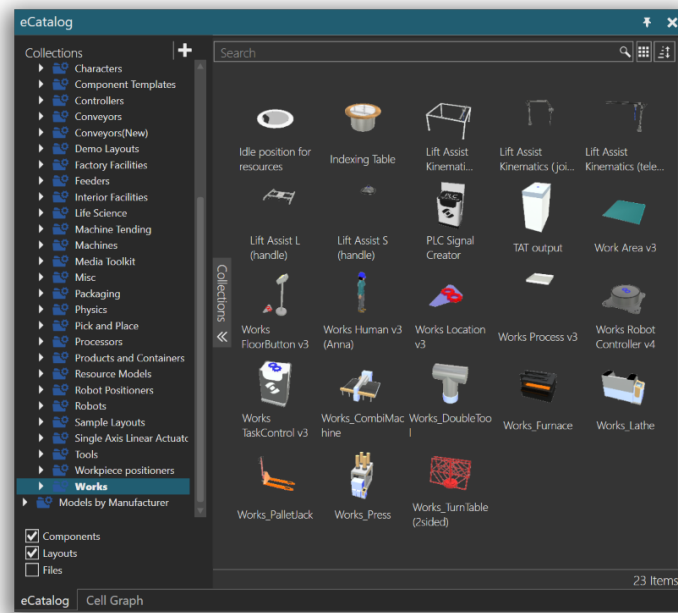 eCatalog
Collections
Search
Characters
Component Templates
Controllers
Conveyors
Conveyors(New)
Demo Layouts
Factory Facilities
Feeders
Interior Facilities
Life Science
Machine Tending
Machines
Media Toolkit
Misc
Packaging
Physics
Pick and Place
Processors
Products and Containers
Resource Models
Robot Positioners
Robots
Sample Layouts
Single Axis Linear Actuatc
Tools
Workpiece positioners
Works
Models by Manufacturer
Components
Layouts
Files
Collections
Idle position for
resources
Indexing Table
Lift Assist
Kinemati...
Lift Assist
Kinematics (joi...
Lift Assist
Kinematics (tele...
Lift Assist L
(handle)
Lift Assist S
(handle)
PLC
PLC Signal
Creator
TAT output
Work Area v3
Works
FloorButton v3
Works Human v3
(Anna)
Works Location
v3
Works Process v3
Works Robot
Controller v4
Works
TaskControl v3
Works_CombiMac
hine
Works_DoubleToo
l
Works_Furnace
Works_Lathe
Works_PalletJack
Works_Press
Works_TurnTable
(2sided)
23 Items
eCatalog
Cell Graph